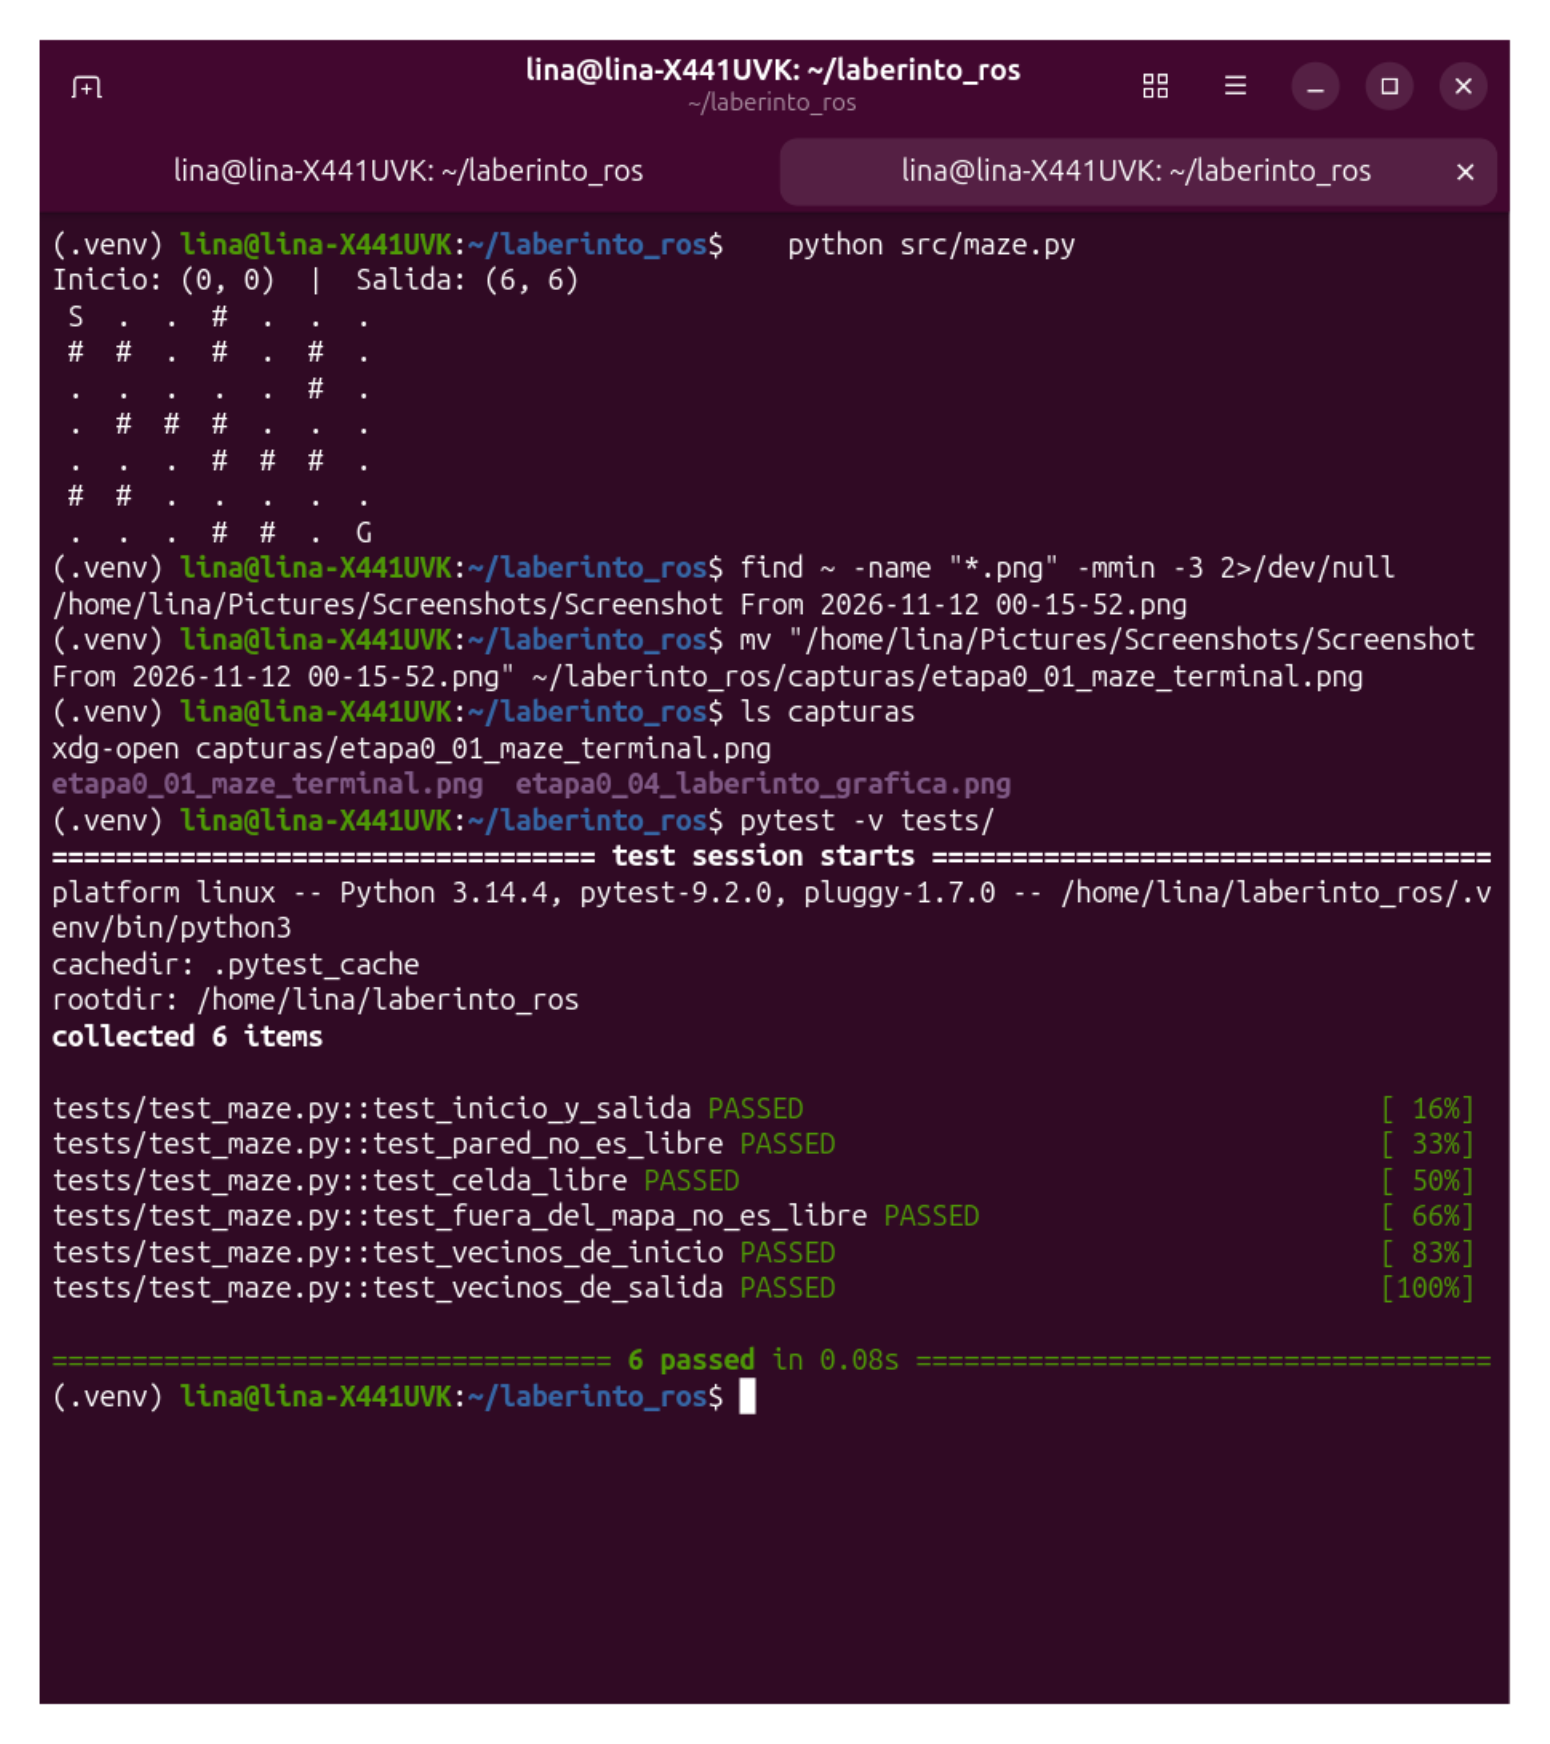 lina@lina-X441UVK: ~/laberinto_ros
~/laberinto_ros
lina@lina-X441UVK: ~/laberinto_ros
lina@lina-X441UVK: ~/laberinto_ros
(.venv) lina@lina-X441UVK:~/laberinto_ros$    python src/maze.py
Inicio: (0, 0)  |  Salida: (6, 6)
 S  .  .  #  .  .  .
 #  #  .  #  .  #  .
 .  .  .  .  .  #  .
 .  #  #  #  .  .  .
 .  .  .  #  #  #  .
 #  #  .  .  .  .  .
 .  .  .  #  #  .  G
(.venv) lina@lina-X441UVK:~/laberinto_ros$ find ~ -name "*.png" -mmin -3 2>/dev/null
/home/lina/Pictures/Screenshots/Screenshot From 2026-11-12 00-15-52.png
(.venv) lina@lina-X441UVK:~/laberinto_ros$ mv "/home/lina/Pictures/Screenshots/Screenshot
From 2026-11-12 00-15-52.png" ~/laberinto_ros/capturas/etapa0_01_maze_terminal.png
(.venv) lina@lina-X441UVK:~/laberinto_ros$ ls capturas
xdg-open capturas/etapa0_01_maze_terminal.png
etapa0_01_maze_terminal.png  etapa0_04_laberinto_grafica.png
(.venv) lina@lina-X441UVK:~/laberinto_ros$ pytest -v tests/
================================== test session starts ===================================
platform linux -- Python 3.14.4, pytest-9.2.0, pluggy-1.7.0 -- /home/lina/laberinto_ros/.v
env/bin/python3
cachedir: .pytest_cache
rootdir: /home/lina/laberinto_ros
collected 6 items
tests/test_maze.py::test_inicio_y_salida PASSED                                    [ 16%]
tests/test_maze.py::test_pared_no_es_libre PASSED                                  [ 33%]
tests/test_maze.py::test_celda_libre PASSED                                        [ 50%]
tests/test_maze.py::test_fuera_del_mapa_no_es_libre PASSED                         [ 66%]
tests/test_maze.py::test_vecinos_de_inicio PASSED                                  [ 83%]
tests/test_maze.py::test_vecinos_de_salida PASSED                                  [100%]
=================================== 6 passed in 0.08s ====================================
(.venv) lina@lina-X441UVK:~/laberinto_ros$